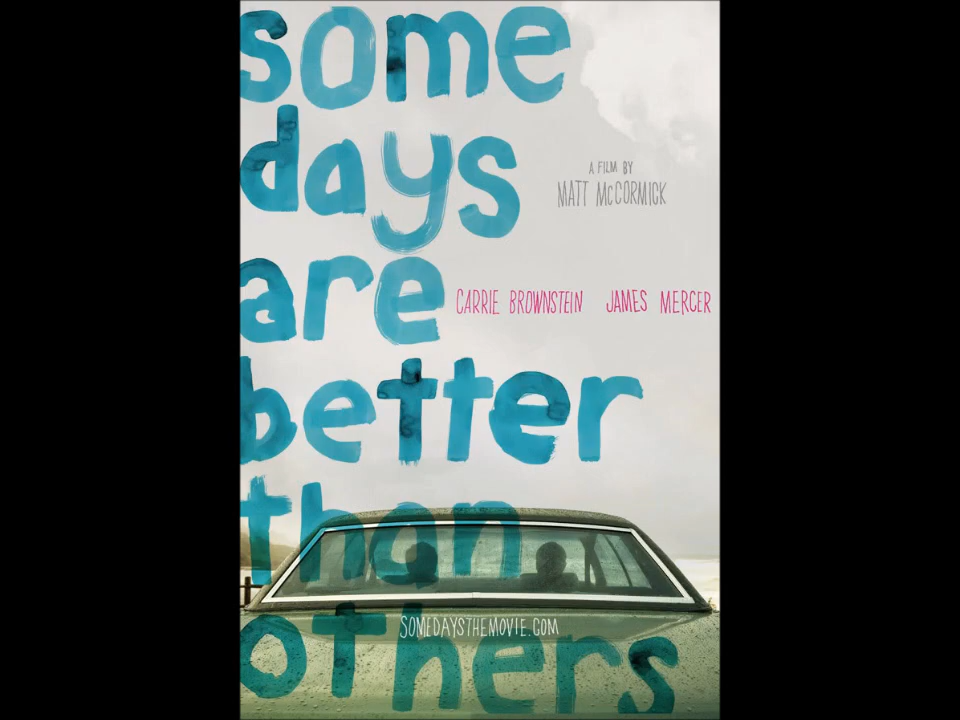 some
days
A FILM BY
MATT McCORMICK
are
CARRIE BROWNSTEIN JAMES MERCER
better
than
others
SOMEDAYSTHEMOVIE.COM